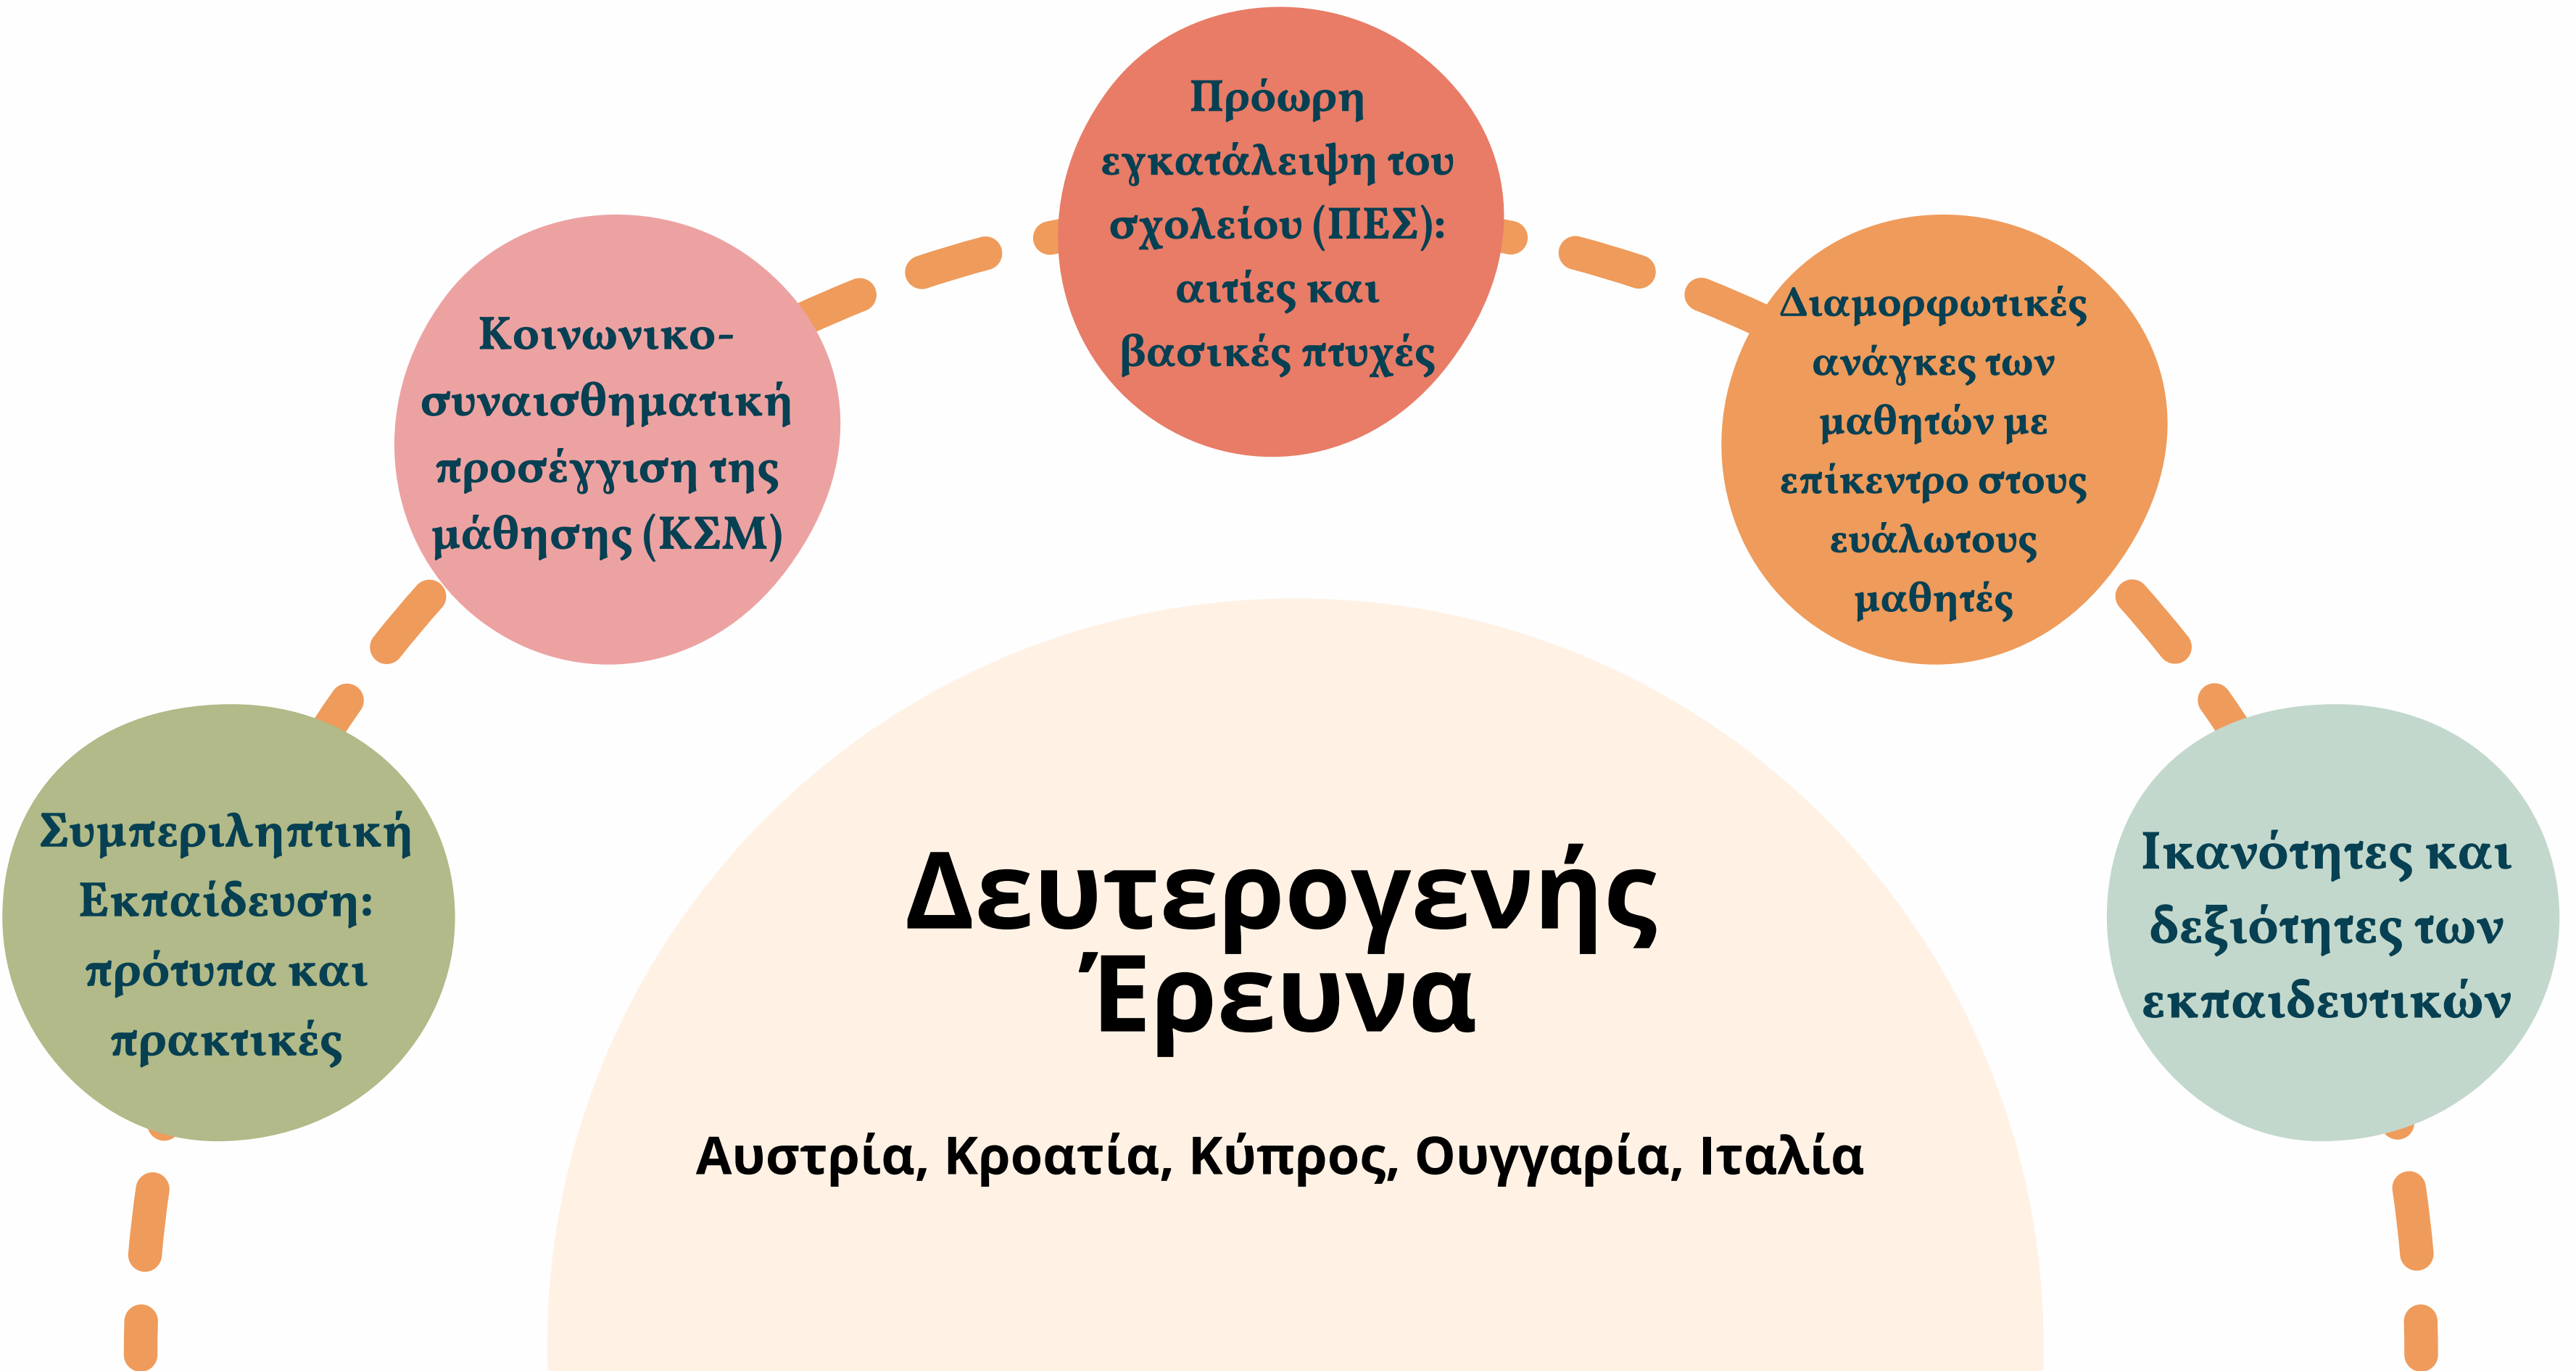 Πρόωρη
εγκατάλειψη του
σχολείου (ΠΕΣ):
αιτίες και
βασικές πτυχές
Κοινωνικο-
συναισθηματική
προσέγγιση της
μάθησης (ΚΣΜ)
Διαμορφωτικές
ανάγκες των
μαθητών με
επίκεντρο στους
ευάλωτους
μαθητές
Συμπεριληπτική
Εκπαίδευση:
πρότυπα και
πρακτικές
Ικανότητες και
δεξιότητες των
εκπαιδευτικών
Δευτερογενής
Έρευνα
Αυστρία, Κροατία, Κύπρος, Ουγγαρία, Ιταλία